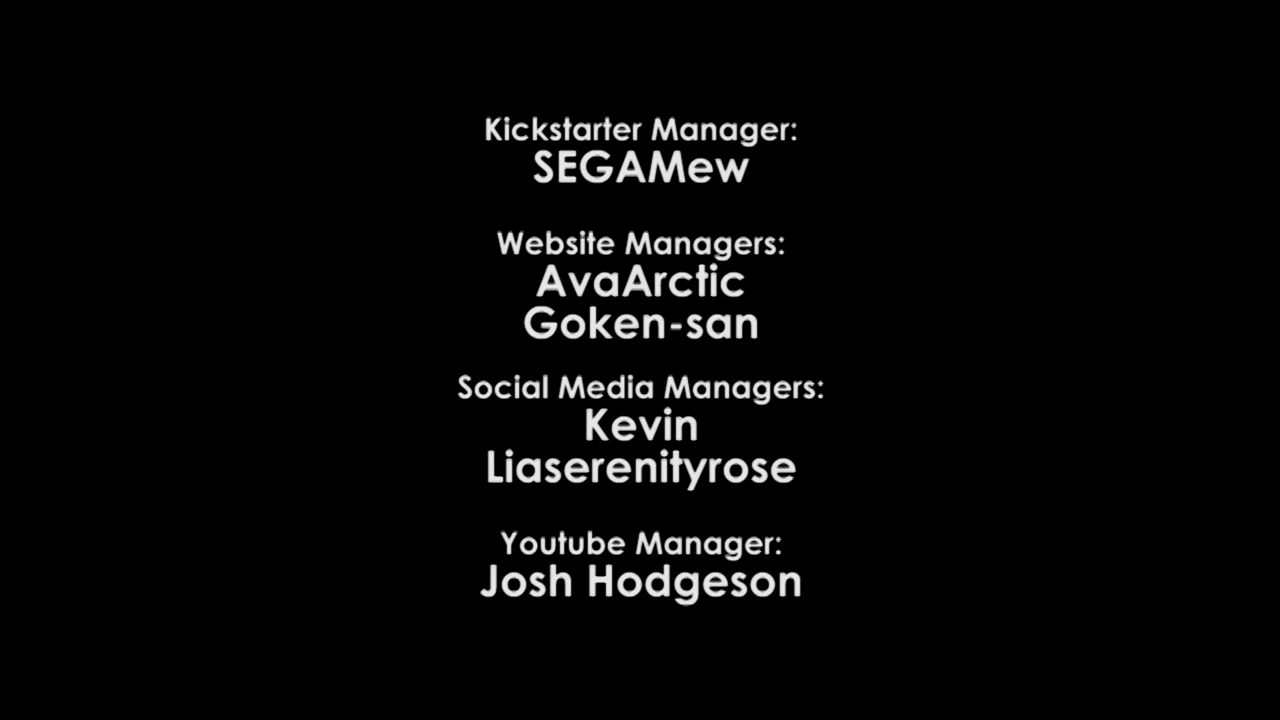 Kickstarter Manager:
SEGAMew
Website Managers:
AvaArctic
Goken-san
Social Media Managers:
Kevin
Liaserenityrose
Youtube Manager:
Josh Hodgeson